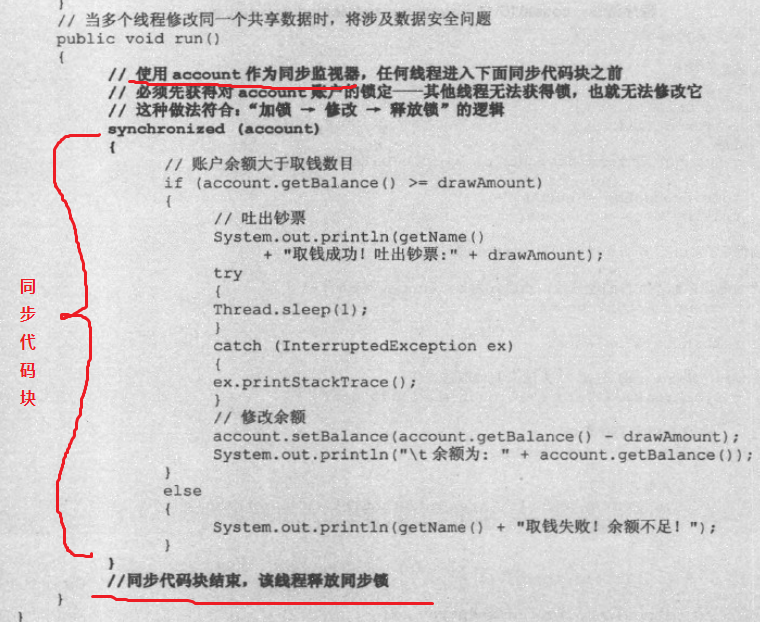 }
// 当多个线程修改同一个共享数据时，将涉及数据安全问题
public void run()
{
// 使用 account 作为同步监视器，任何线程进入下面同步代码块之前
// 必须先获得对 account 账户的锁定——其他线程无法获得锁，也就无法修改它
// 这种做法符合：“加锁 → 修改 → 释放锁”的逻辑
synchronized (account)
{
// 账户余额大于取钱数目
if (account.getBalance() >= drawAmount)
{
// 吐出钞票
System.out.println(getName()
+ "取钱成功！吐出钞票:" + drawAmount);
try
{
Thread.sleep(1);
}
catch (InterruptedException ex)
{
ex.printStackTrace();
}
// 修改余额
account.setBalance(account.getBalance() - drawAmount);
System.out.println("\t 余额为: " + account.getBalance());
}
else
{
System.out.println(getName() + "取钱失败！余额不足！");
}
}
//同步代码块结束，该线程释放同步锁
}
}
同步代码块